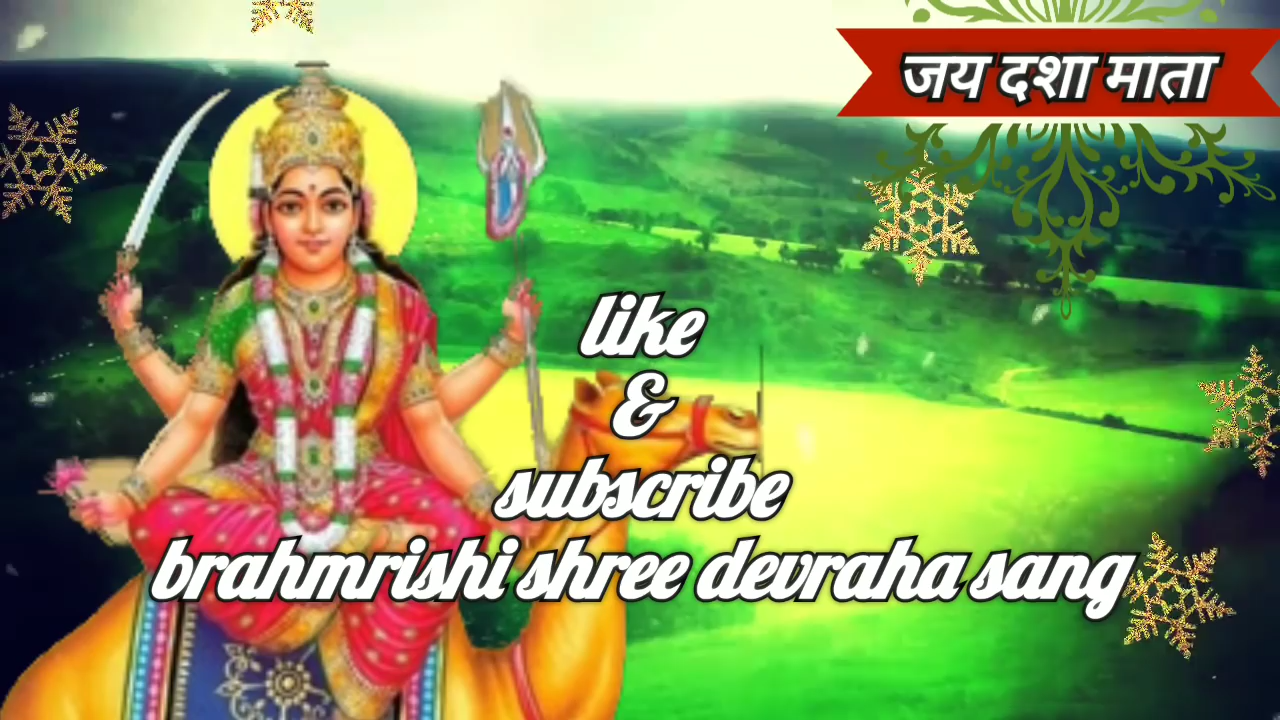 जय दशा माता
like
&
subscribe
brahmrishi shree devraha sang